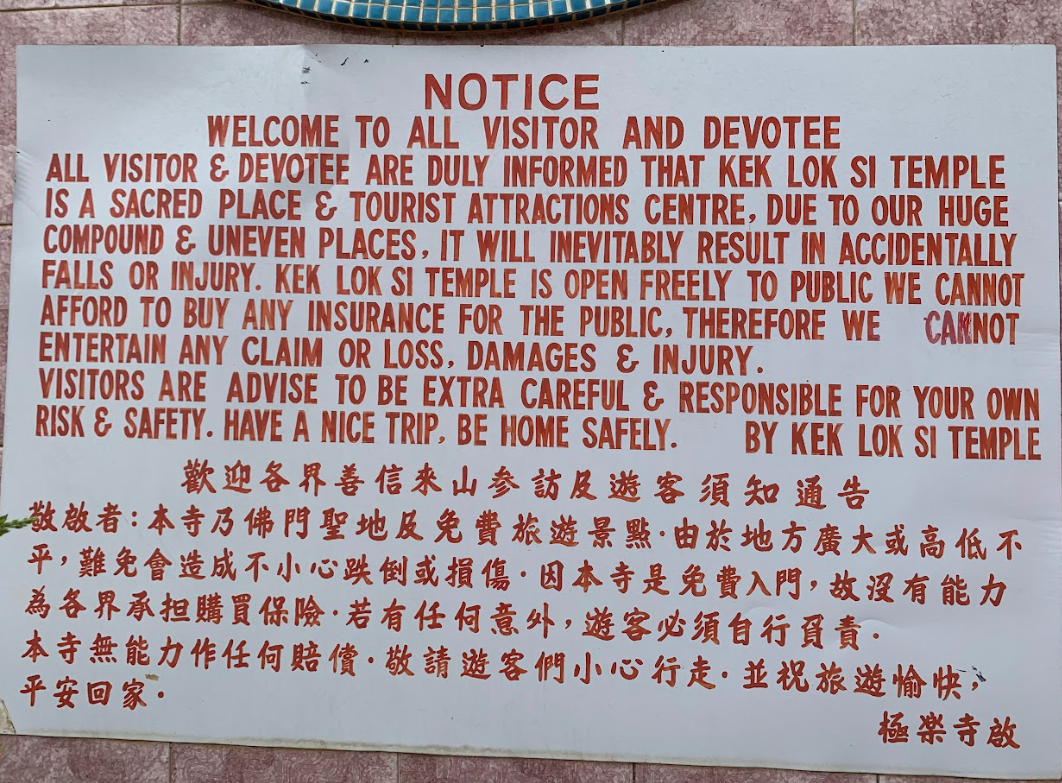 NOTICE
WELCOME TO ALL VISITOR AND DEVOTEE
ALL VISITOR & DEVOTEE ARE DULY INFORMED THAT KEK LOK SI TEMPLE
IS A SACRED PLACE & TOURIST ATTRACTIONS CENTRE, DUE TO OUR HUGE
COMPOUND & UNEVEN PLACES, IT WILL INEVITABLY RESULT IN ACCIDENTALLY
FALLS OR INJURY. KEK LOK SI TEMPLE IS OPEN FREELY TO PUBLIC WE CANNOT
AFFORD TO BUY ANY INSURANCE FOR THE PUBLIC, THEREFORE WE CANNOT
ENTERTAIN ANY CLAIM OR LOSS, DAMAGES & INJURY.
VISITORS ARE ADVISE TO BE EXTRA CAREFUL & RESPONSIBLE FOR YOUR OWN
RISK & SAFETY. HAVE A NICE TRIP, BE HOME SAFELY. BY KEK LOK SI TEMPLE
歡迎各界善信來山参訪及遊客須知通告
敬啟者:本寺乃佛門聖地及免費旅遊景點·由於地方廣大或高低不
平,難免會造成不小心跌倒或損傷·因本寺是免費入門,故沒有能力
為各界承担購買保險·若有任何意外,遊客必須自行負責·
本寺無能力作任何賠償·敬請遊客們小心行走·並祝旅遊愉快,
平安回家·
極楽寺啟